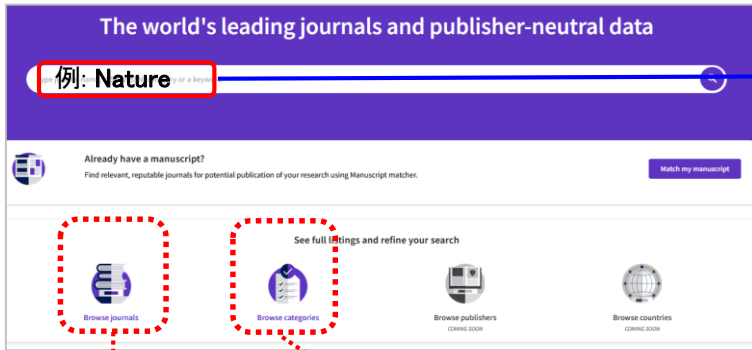 The world's leading journals and publisher-neutral data
例: Nature
Already have a manuscript?
Find relevant, reputable journals for potential publication of your research using Manuscript matcher.
Match my manuscript
See full listings and refine your search
Browse journals
Browse categories
Browse publishers
COMING SOON
Browse countries
COMING SOON